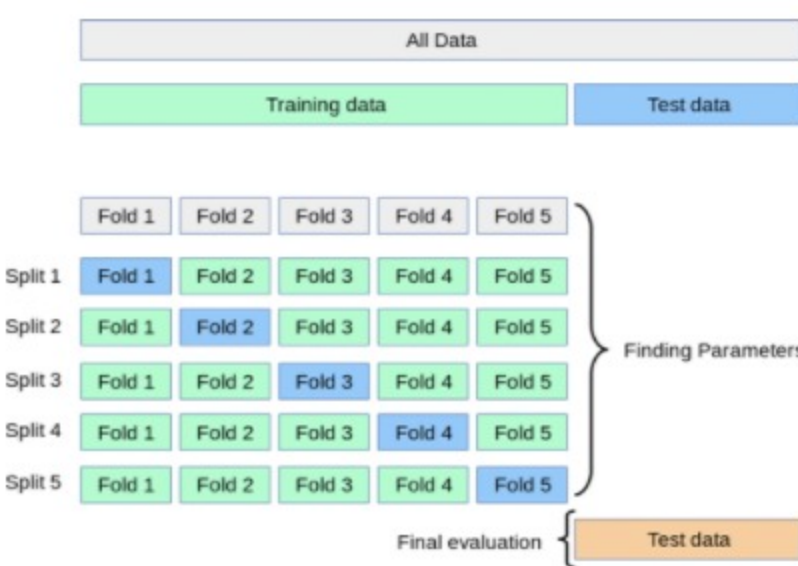 All Data
Training data Test data
Fold 1 Fold 2 Fold 3 Fold 4 Fold 5
Split 1 Fold 1 Fold 2 Fold 3 Fold 4 Fold 5
Split 2 Fold 1 Fold 2 Fold 3 Fold 4 Fold 5
Finding Parameters
Split 3 Fold 1 Fold 2 Fold 3 Fold 4 Fold 5
Split 4 Fold 1 Fold 2 Fold 3 Fold 4 Fold 5
Split 5 Fold 1 Fold 2 Fold 3 Fold 4 Fold 5
Final evaluation Test data